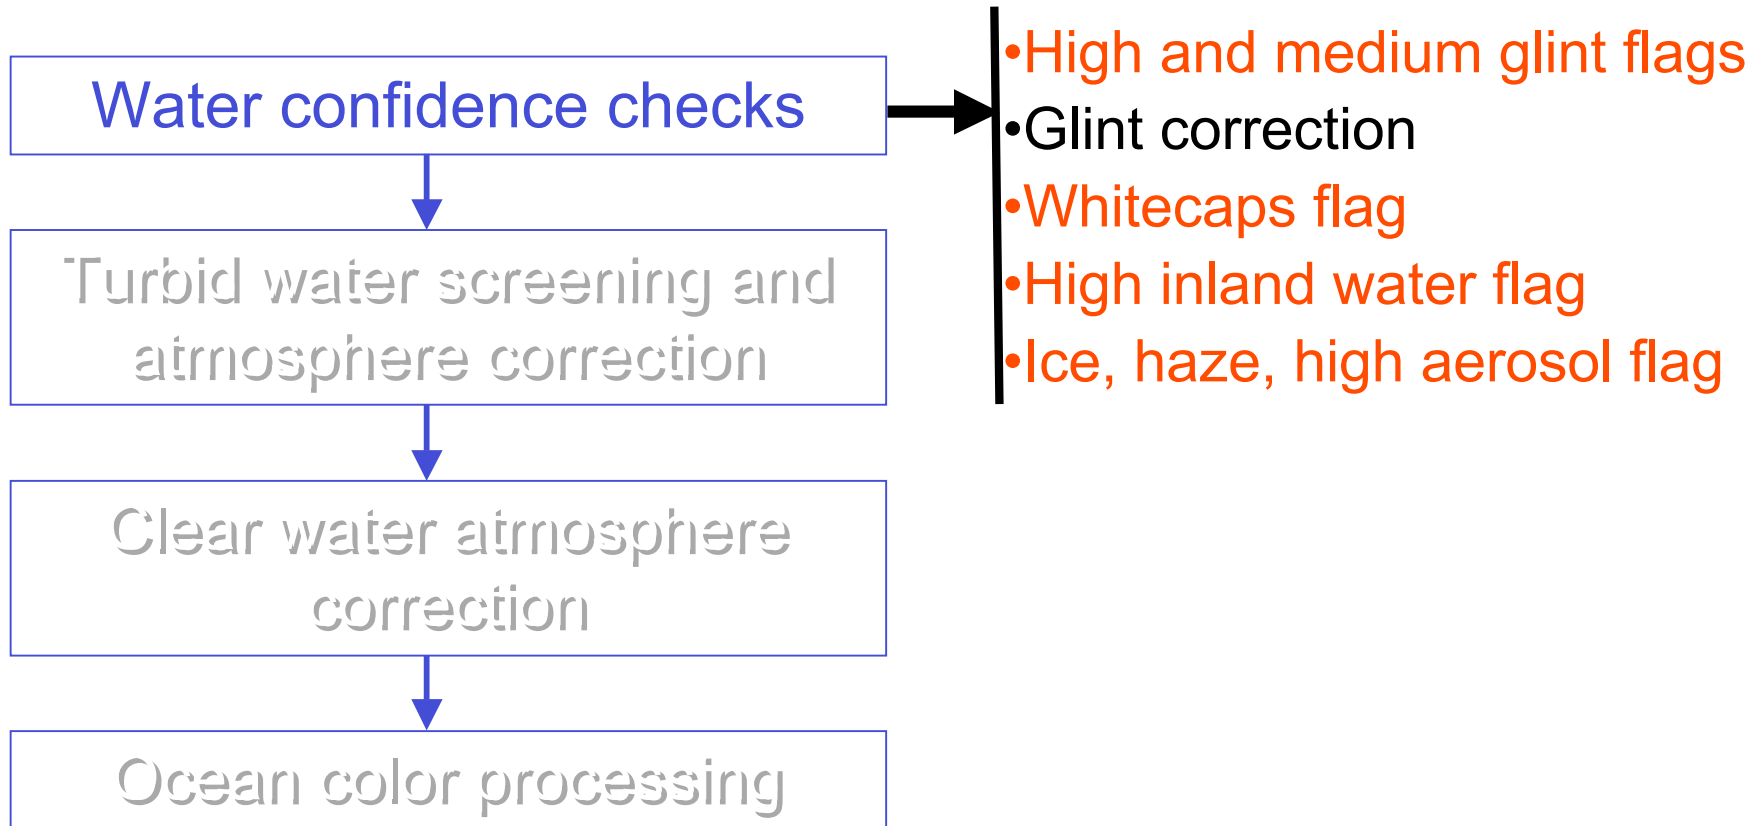 Water confidence checks
Turbid water screening and
atmosphere correction
Clear water atmosphere
correction
Ocean color processing
•High and medium glint flags
•Glint correction
•Whitecaps flag
•High inland water flag
•Ice, haze, high aerosol flag